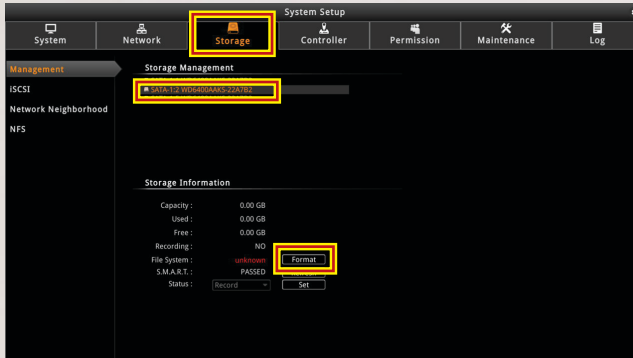 System Setup
System Network Storage Controller Permission Maintenance Log
Management
iSCSI
Network Neighborhood
NFS
Storage Management
SATA-1:2 WD6400AAKS-22A7B2
Storage Information
Capacity : 0.00 GB
Used : 0.00 GB
Free : 0.00 GB
Recording : NO
File System : unknown Format
S.M.A.R.T. : PASSED
Status : Record Set